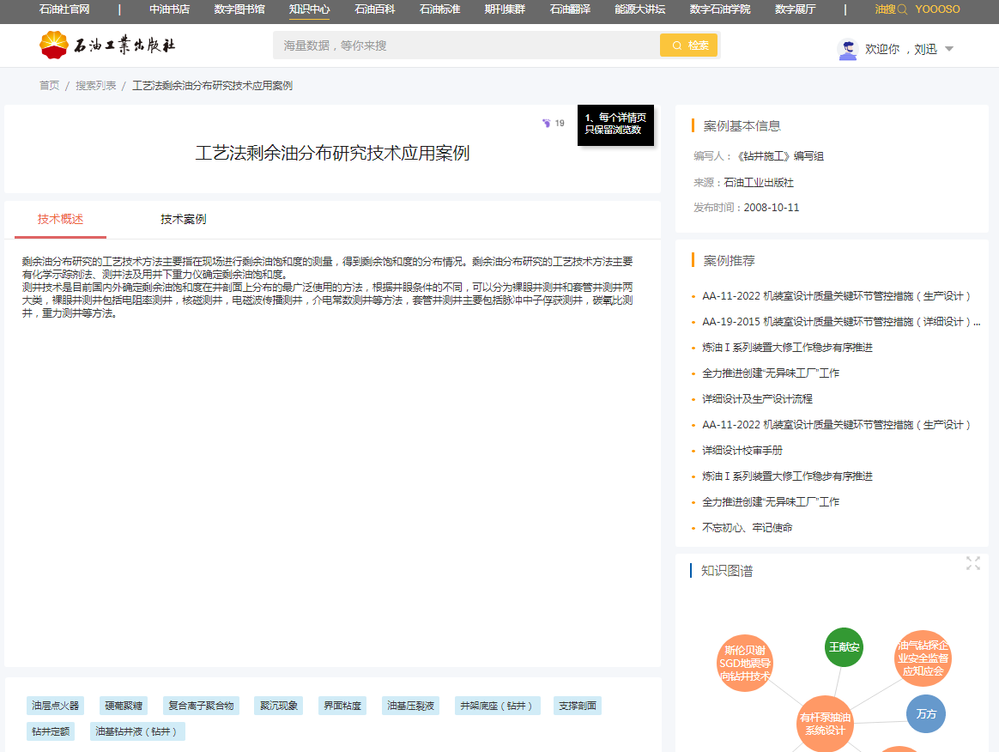 石油社官网 | 中油书店 数字图书馆 知识中心 石油百科 石油标准 期刊集群 石油翻译 能源大讲坛 数字石油学院 数字展厅 | 油搜 YOOOSO
石油工业出版社
海量数据，等你来搜
检索
欢迎你 ，刘迅
首页 / 搜索列表 / 工艺法剩余油分布研究技术应用案例
19
1、每个详情页
只保留浏览数
工艺法剩余油分布研究技术应用案例
技术概述 技术案例
剩余油分布研究的工艺技术方法主要指在现场进行剩余油饱和度的测量，得到剩余饱和度的分布情况。剩余油分布研究的工艺技术方法主要
有化学示踪剂法、测井法及用井下重力仪确定剩余油饱和度。
测井技术是目前国内外确定剩余油饱和度在井剖面上分布的最广泛使用的方法，根据井眼条件的不同，可以分为裸眼井测井和套管井测井两
大类，裸眼井测井包括电阻率测井，核磁测井，电磁波传播测井，介电常数测井等方法，套管井测井主要包括脉冲中子俘获测井，碳氧比测
井，重力测井等方法。
油层点火器 硬葡聚糖 复合离子聚合物 絮沉现象 界面粘度 油基压裂液 井架底座（钻井） 支撑剖面
钻井定额 油基钻井液（钻井）
案例基本信息
编写人：《钻井施工》编写组
来源：石油工业出版社
发布时间：2008-10-11
案例推荐
AA-11-2022 机装室设计质量关键环节管控措施（生产设计）
AA-19-2015 机装室设计质量关键环节管控措施（详细设计）...
炼油Ⅰ系列装置大修工作稳步有序推进
全力推进创建“无异味工厂”工作
详细设计及生产设计流程
AA-11-2022 机装室设计质量关键环节管控措施（生产设计）
详细设计校审手册
炼油Ⅰ系列装置大修工作稳步有序推进
全力推进创建“无异味工厂”工作
不忘初心、牢记使命
知识图谱
斯伦贝谢
SGD地震导
向钻井技术
王献安
油气钻探企
业安全监督
应知应会
有杆泵抽油
系统设计
万方